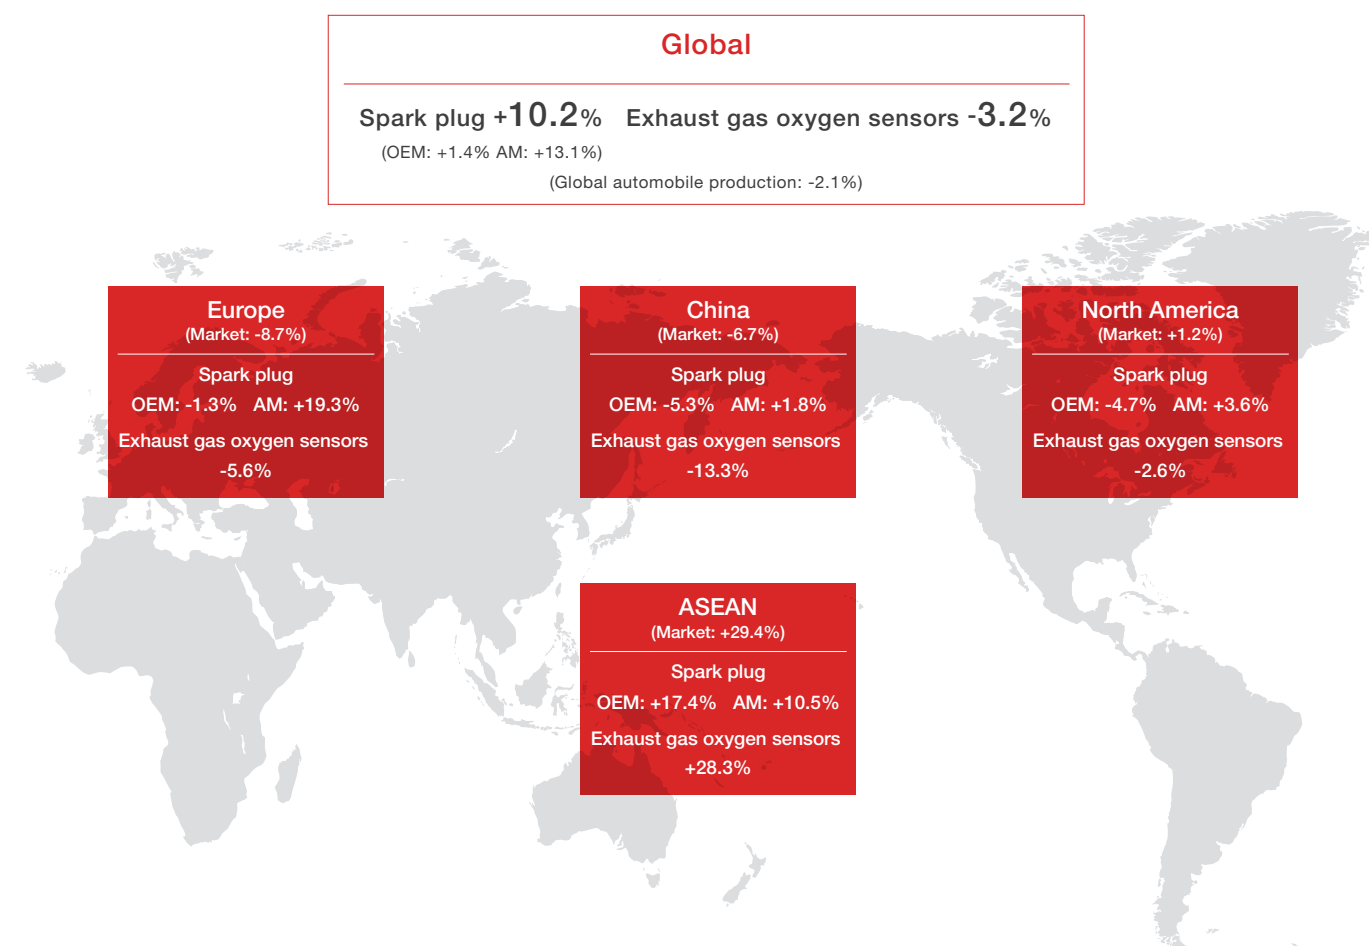 Global
Spark plug +10.2% Exhaust gas oxygen sensors -3.2%
(OEM: +1.4% AM: +13.1%)
(Global automobile production: -2.1%)
Europe
(Market: -8.7%)
Spark plug
OEM: -1.3% AM: +19.3%
Exhaust gas oxygen sensors
-5.6%
China
(Market: -6.7%)
Spark plug
OEM: -5.3% AM: +1.8%
Exhaust gas oxygen sensors
-13.3%
North America
(Market: +1.2%)
Spark plug
OEM: -4.7% AM: +3.6%
Exhaust gas oxygen sensors
-2.6%
ASEAN
(Market: +29.4%)
Spark plug
OEM: +17.4% AM: +10.5%
Exhaust gas oxygen sensors
+28.3%